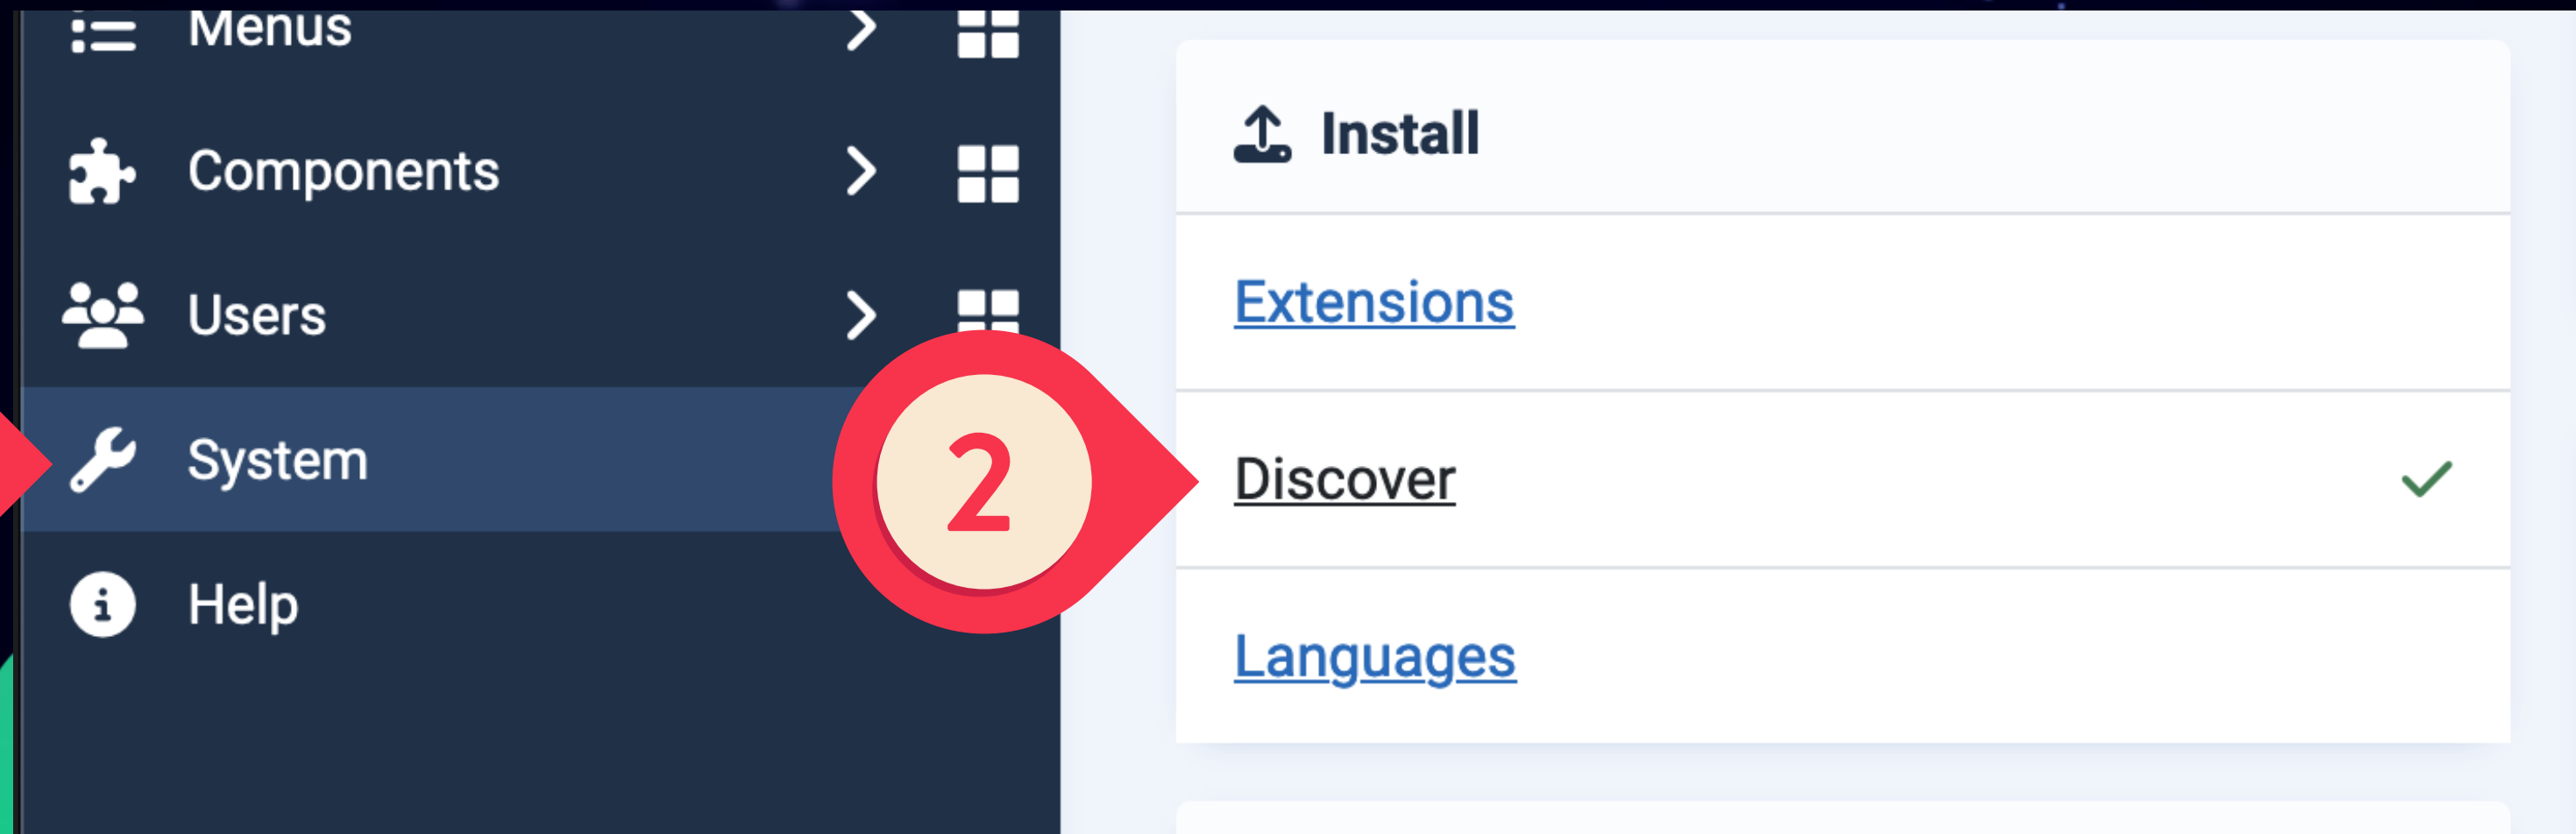 Menus
Components
Users
System
Help
2
Install
Extensions
Discover
Languages